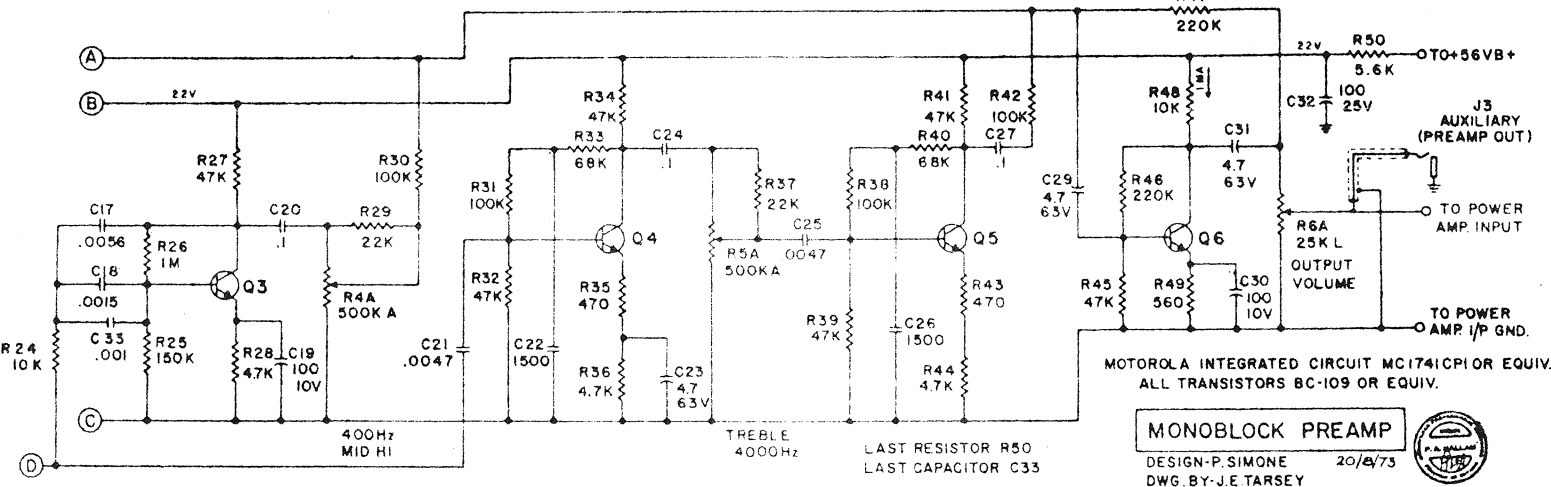 220K
A
22V
R50
TO+56VB+
5.6K
B
22V
R34
47K
R41
47K
R42
100K
R48
10K
1MA
C32
100
25V
J3
AUXILIARY
(PREAMP OUT)
R27
47K
R30
100K
R33
68K
C24
.1
R40
68K
C27
.1
C31
4.7
63V
R31
100K
R37
22K
R38
100K
C29
4.7
63V
R46
220K
C17
.0056
R26
1M
C20
.1
R29
22K
C25
.0047
TO POWER
AMP. INPUT
C18
.0015
Q3
Q4
Q5
Q6
R6A
25K L
OUTPUT
VOLUME
R4A
500K A
R32
47K
R35
470
R5A
500KA
R43
470
R45
47K
R49
560
C30
100
10V
C33
.001
R24
10K
R25
150K
R28
4.7K
C19
100
10V
C21
.0047
C22
1500
R36
4.7K
C23
4.7
63V
R39
47K
C26
1500
R44
4.7K
TO POWER
AMP. I/P GND.
MOTOROLA INTEGRATED CIRCUIT MC1741CP1 OR EQUIV.
ALL TRANSISTORS BC-109 OR EQUIV.
C
400Hz
MID HI
TREBLE
4000Hz
LAST RESISTOR R50
LAST CAPACITOR C33
D
MONOBLOCK PREAMP
DESIGN-P. SIMONE
20/8/73
DWG. BY-J.E. TARSEY